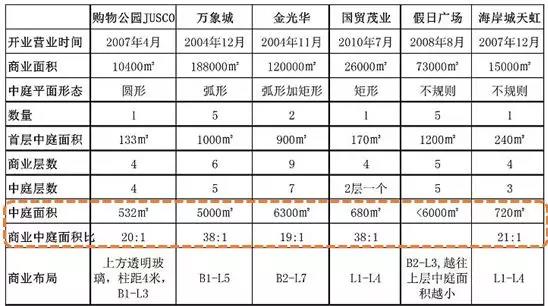 购物公园JUSCO 万象城 金光华 国贸茂业 假日广场 海岸城天虹
开业营业时间 2007年4月 2004年12月 2004年11月 2010年7月 2008年8月 2007年12月
商业面积 10400㎡ 188000㎡ 120000㎡ 26000㎡ 73000㎡ 15000㎡
中庭平面形态 圆形 弧形 弧形加矩形 矩形 不规则 不规则
数量 1 5 2 1 5 1
首层中庭面积 133㎡ 1000㎡ 900㎡ 170㎡ 1200㎡ 240㎡
商业层数 4 6 9 4 5 4
中庭层数 4 5 7 2层一个 5 3
中庭面积 532㎡ 5000㎡ 6300㎡ 680㎡ <6000㎡ 720㎡
商业中庭面积比 20:1 38:1 19:1 38:1 21:1
商业布局 上方透明玻璃，柱距4米，B1-L3 B1-L5 B2-L7 L1-L4 B2-L3,越往上层中庭面积越小 L1-L4